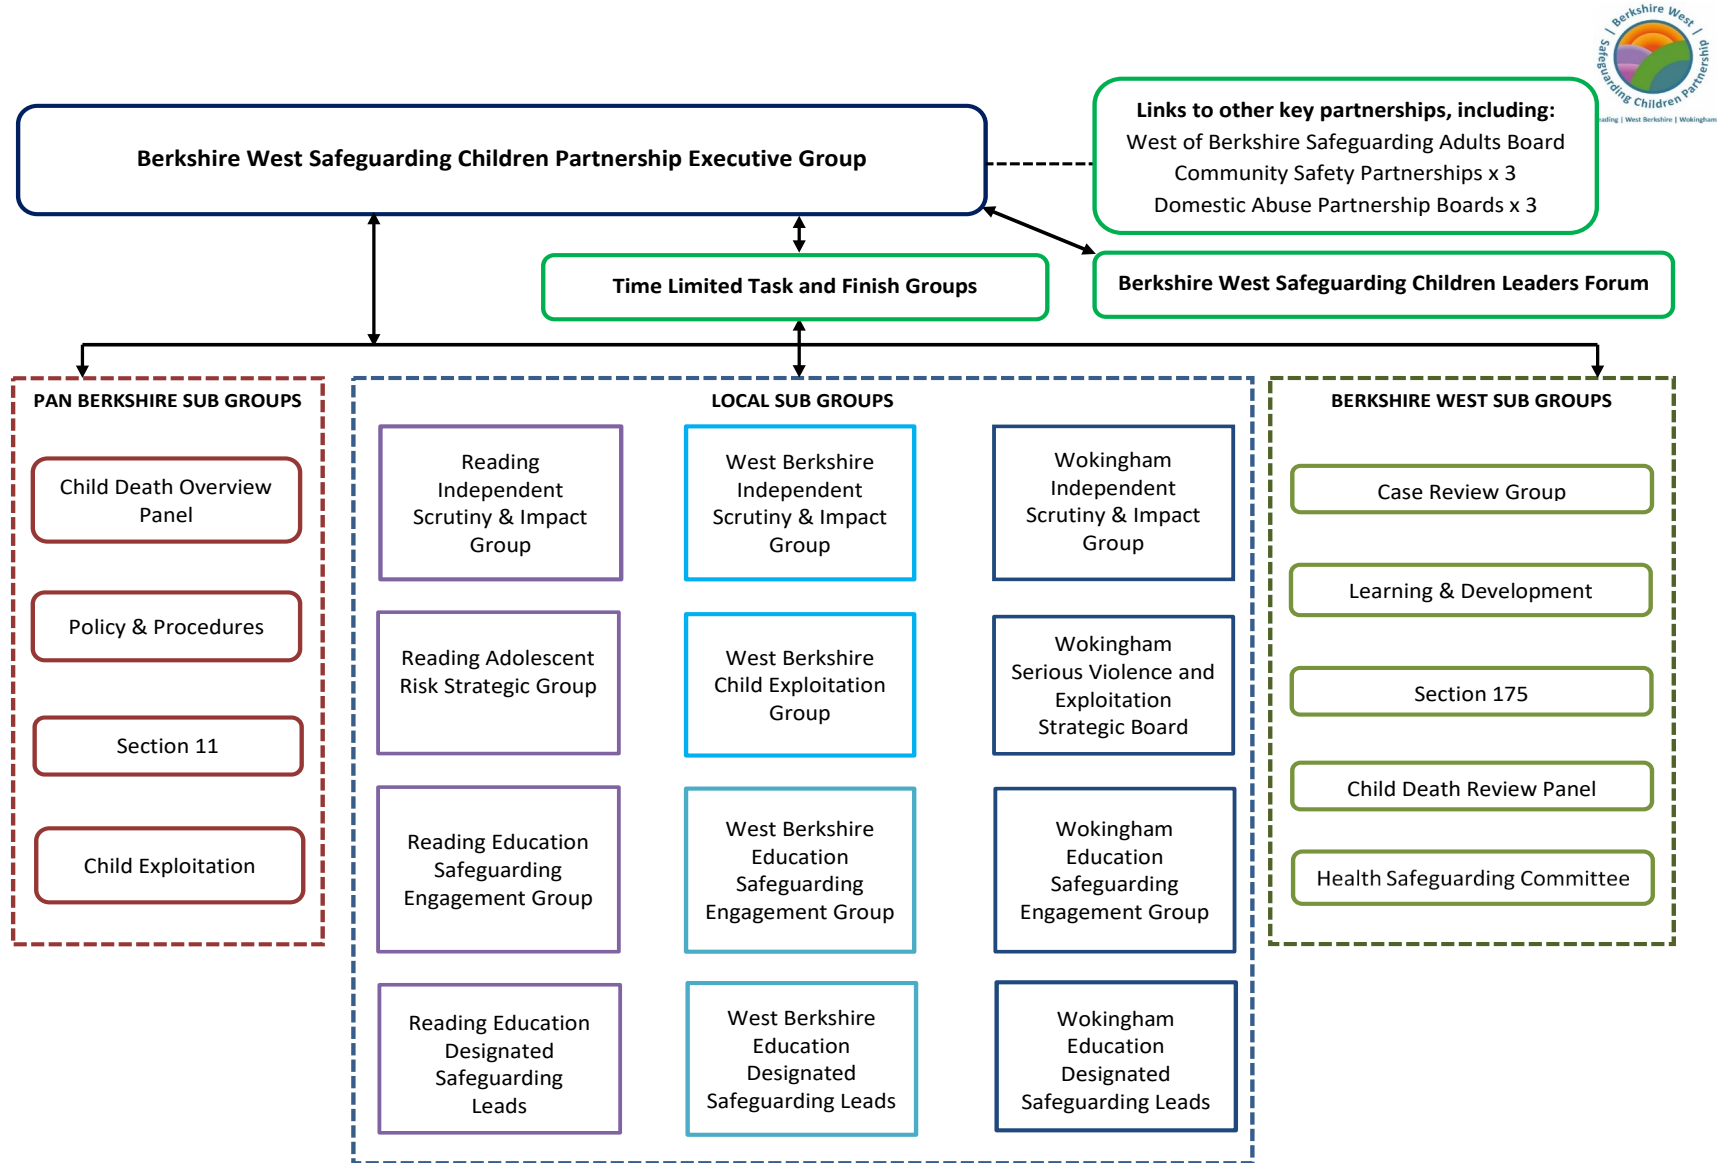 Berkshire West
Safeguarding Children Partnership
ading | West Berkshire | Wokingham
Berkshire West Safeguarding Children Partnership Executive Group
Links to other key partnerships, including:
West of Berkshire Safeguarding Adults Board
Community Safety Partnerships x 3
Domestic Abuse Partnership Boards x 3
Time Limited Task and Finish Groups
Berkshire West Safeguarding Children Leaders Forum
PAN BERKSHIRE SUB GROUPS
Child Death Overview
Panel
Policy & Procedures
Section 11
Child Exploitation
LOCAL SUB GROUPS
Reading
Independent
Scrutiny & Impact
Group
West Berkshire
Independent
Scrutiny & Impact
Group
Wokingham
Independent
Scrutiny & Impact
Group
Reading Adolescent
Risk Strategic Group
West Berkshire
Child Exploitation
Group
Wokingham
Serious Violence and
Exploitation
Strategic Board
Reading Education
Safeguarding
Engagement Group
West Berkshire
Education
Safeguarding
Engagement Group
Wokingham
Education
Safeguarding
Engagement Group
Reading Education
Designated
Safeguarding
Leads
West Berkshire
Education
Designated
Safeguarding Leads
Wokingham
Education
Designated
Safeguarding Leads
BERKSHIRE WEST SUB GROUPS
Case Review Group
Learning & Development
Section 175
Child Death Review Panel
Health Safeguarding Committee